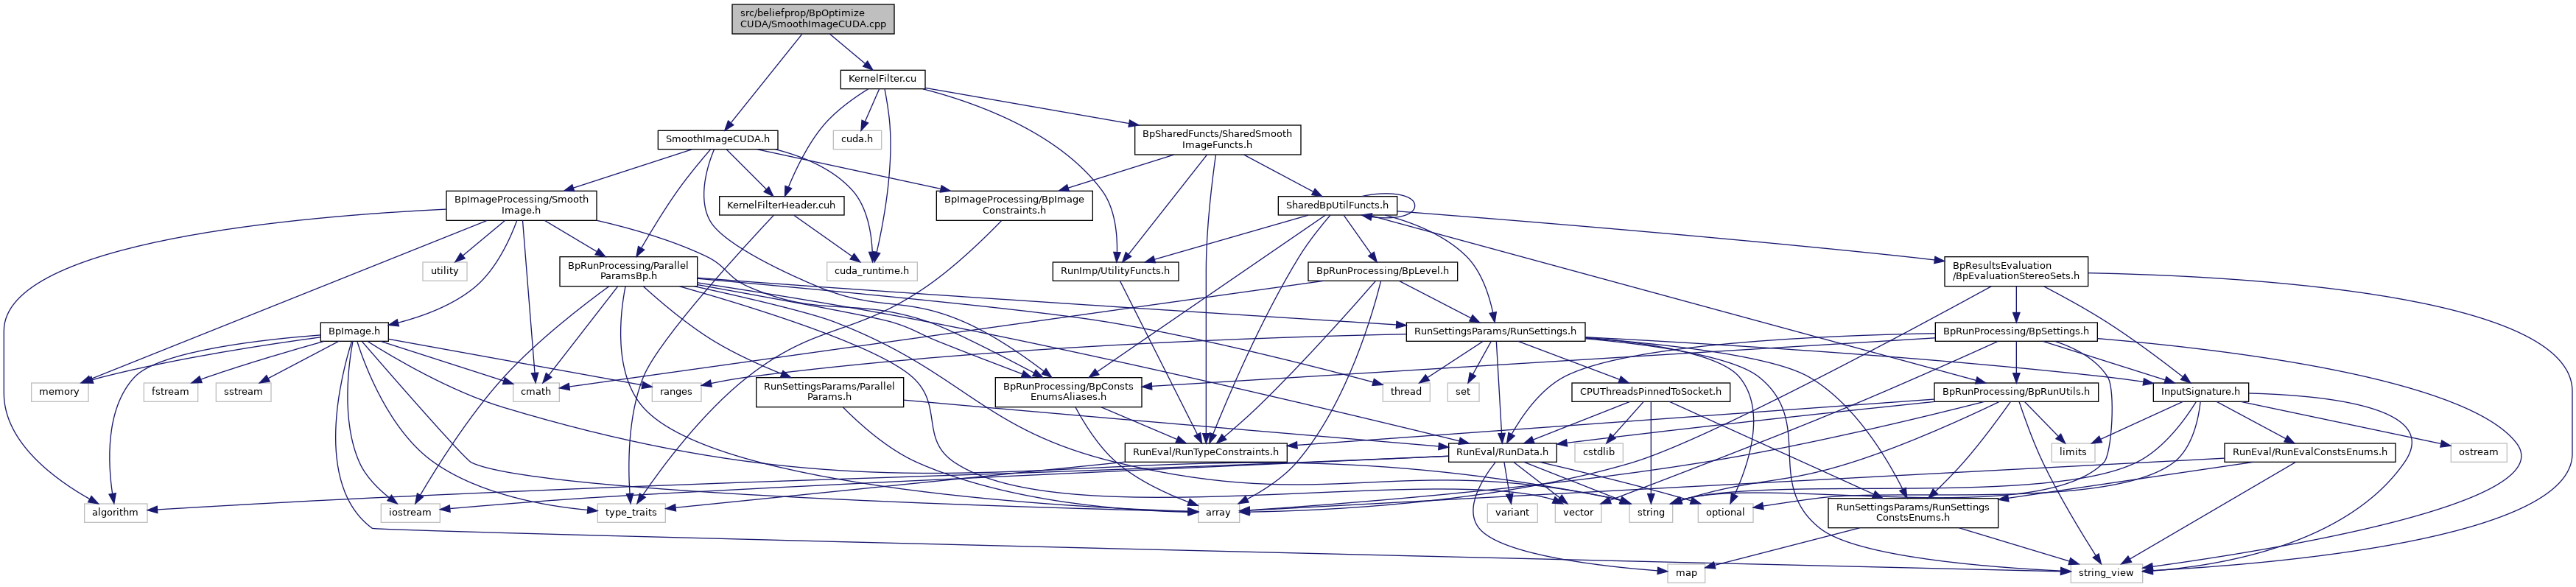 src/beliefprop/BpOptimize
CUDA/SmoothImageCUDA.cpp
KernelFilter.cu
SmoothImageCUDA.h
cuda.h
BpSharedFuncts/SharedSmooth
ImageFuncts.h
BpImageProcessing/Smooth
Image.h
KernelFilterHeader.cuh
BpImageProcessing/BpImage
Constraints.h
SharedBpUtilFuncts.h
utility
BpRunProcessing/Parallel
ParamsBp.h
cuda_runtime.h
RunImp/UtilityFuncts.h
BpRunProcessing/BpLevel.h
BpResultsEvaluation
/BpEvaluationStereoSets.h
BpImage.h
RunSettingsParams/RunSettings.h
BpRunProcessing/BpSettings.h
memory
fstream
sstream
cmath
ranges
RunSettingsParams/Parallel
Params.h
BpRunProcessing/BpConsts
EnumsAliases.h
thread
set
CPUThreadsPinnedToSocket.h
BpRunProcessing/BpRunUtils.h
InputSignature.h
RunEval/RunTypeConstraints.h
RunEval/RunData.h
cstdlib
limits
RunEval/RunEvalConstsEnums.h
ostream
algorithm
iostream
type_traits
array
variant
vector
string
optional
RunSettingsParams/RunSettings
ConstsEnums.h
map
string_view